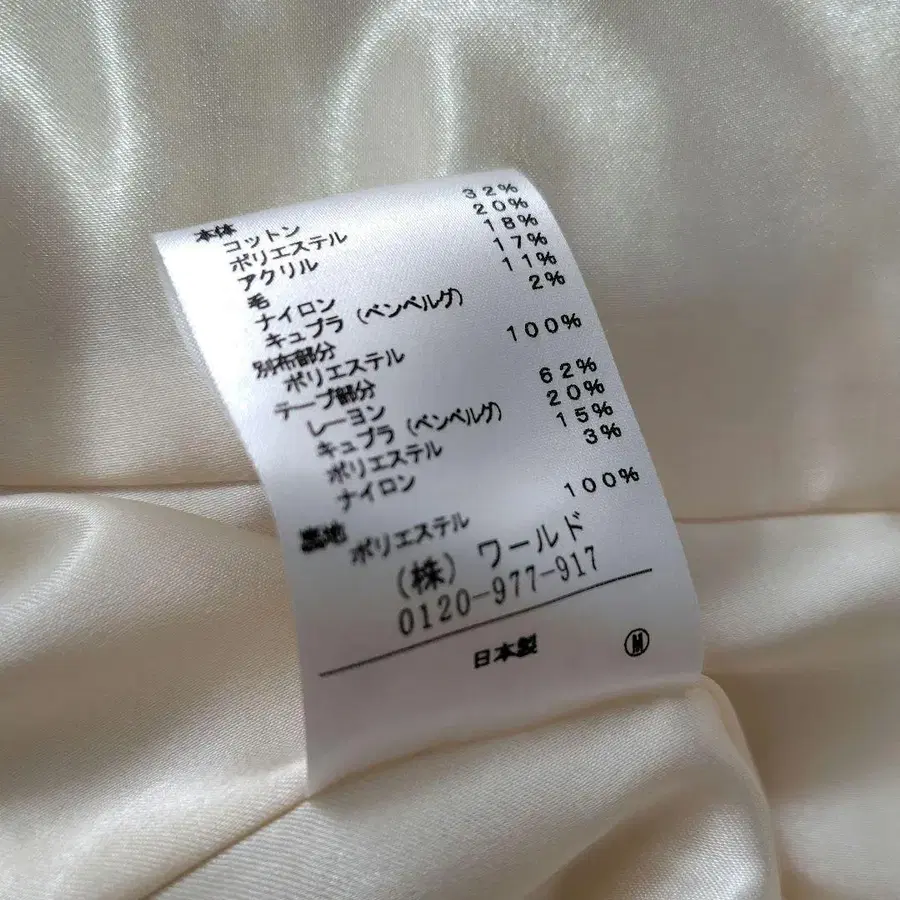 本体
コットン 32%
ポリエステル 20%
アクリル 18%
毛 17%
ナイロン 11%
キュプラ(ベンベルグ) 2%
別布部分
ポリエステル 100%
テープ部分
レーヨン 62%
キュプラ(ベンベルグ) 20%
ポリエステル 15%
ナイロン 3%
裏地
ポリエステル 100%
(株)ワールド
0120-977-917
日本製 Ⓜ